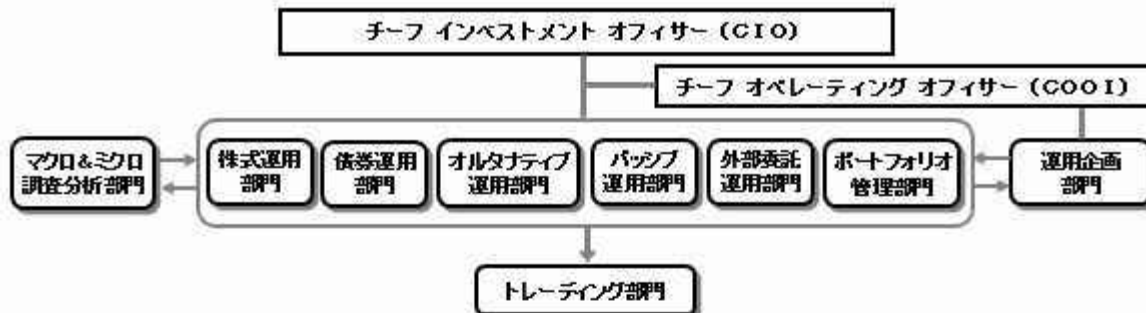 チーフ インベストメント オフィサー (CIO)
チーフ オペレーティング オフィサー (COOI)
マクロ&ミクロ
調査分析部門
株式運用
部門
債券運用
部門
オルタナティブ
運用部門
パッシブ
運用部門
外部委託
運用部門
ポートフォリオ
管理部門
運用企画
部門
トレーディング部門